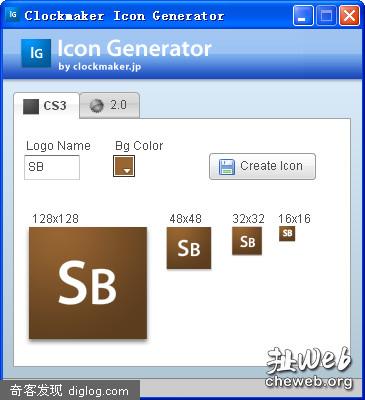 IG Clockmaker Icon Generator
IG Icon Generator
by clockmaker.jp
CS3 2.0
Logo Name Bg Color
SB
Create Icon
128x128 48x48 32x32 16x16
SB SB SB SB
扯Web
cheweb.org
奇客发现 diglog.com